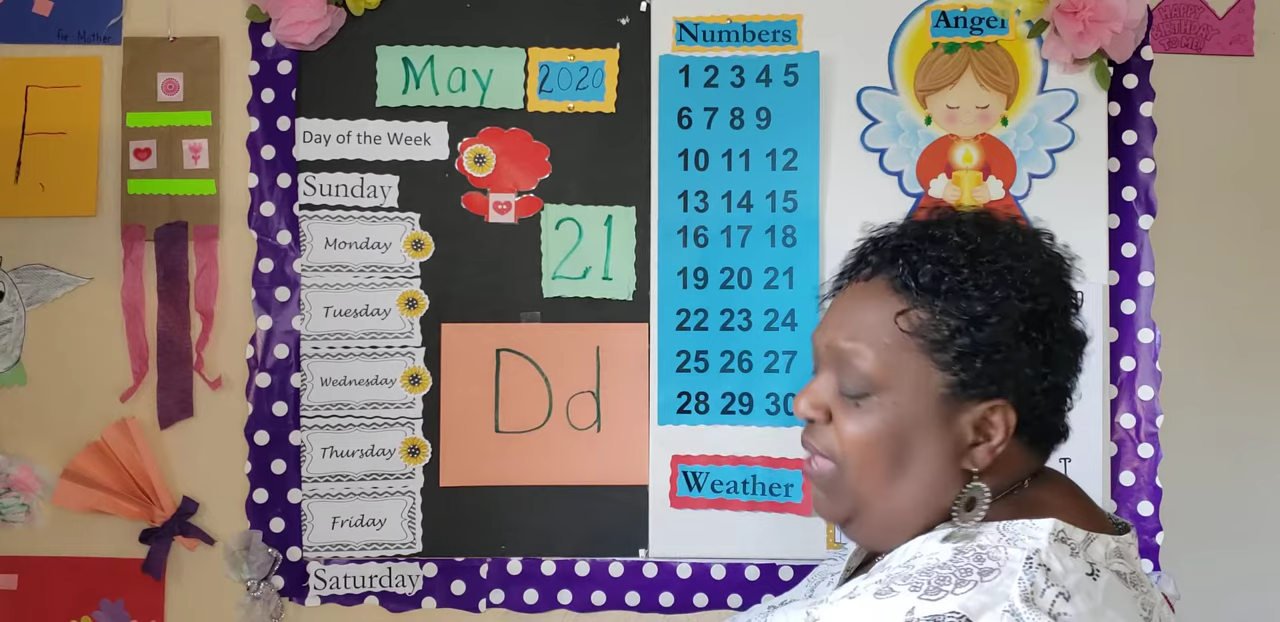 for Mother
F
May
2020
Day of the Week
Sunday
Monday
Tuesday
Wednesday
Thursday
Friday
Saturday
21
Dd
Numbers
1 2 3 4 5
6 7 8 9
10 11 12
13 14 15
16 17 18
19 20 21
22 23 24
25 26 27
28 29 30
Weather
Angel
HAPPY
BIRTHDAY
TO ME!